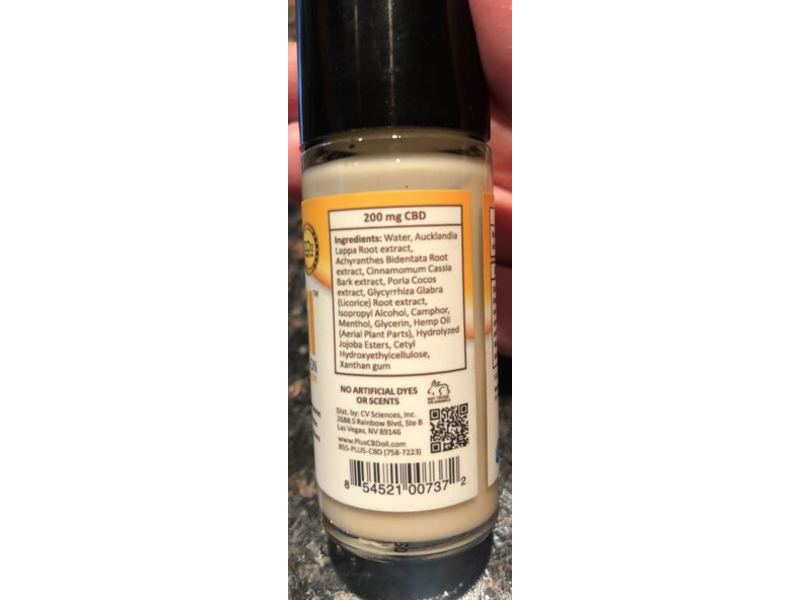 200 mg CBD
Ingredients: Water, Aucklandia
Lappa Root extract,
Achyranthes Bidentata Root
extract, Cinnamomum Cassia
Bark extract, Poria Cocos
extract, Glycyrrhiza Glabra
(Licorice) Root extract,
Isopropyl Alcohol, Camphor,
Menthol, Glycerin, Hemp Oil
(Aerial Plant Parts), Hydrolyzed
Jojoba Esters, Cetyl
Hydroxyethylcellulose,
Xanthan gum
NO ARTIFICIAL DYES
OR SCENTS
Dist. by: CV Sciences, Inc.
2688 S Rainbow Blvd, Ste B
Las Vegas, NV 89146
www.PlusCBDoil.com
855-PLUS-CBD (758-7223)
8 54521 00737 2
ON